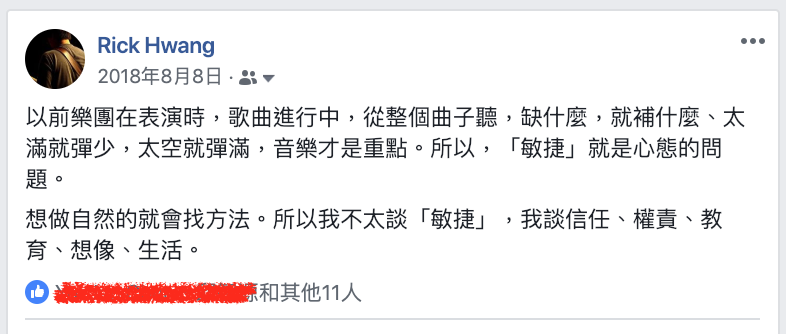 Rick Hwang
2018年8月8日 ·
以前樂團在表演時，歌曲進行中，從整個曲子聽，缺什麼，就補什麼、太
滿就彈少，太空就彈滿，音樂才是重點。所以，「敏捷」就是心態的問
題。
想做自然的就會找方法。所以我不太談「敏捷」，我談信任、權責、教
育、想像、生活。
和其他11人